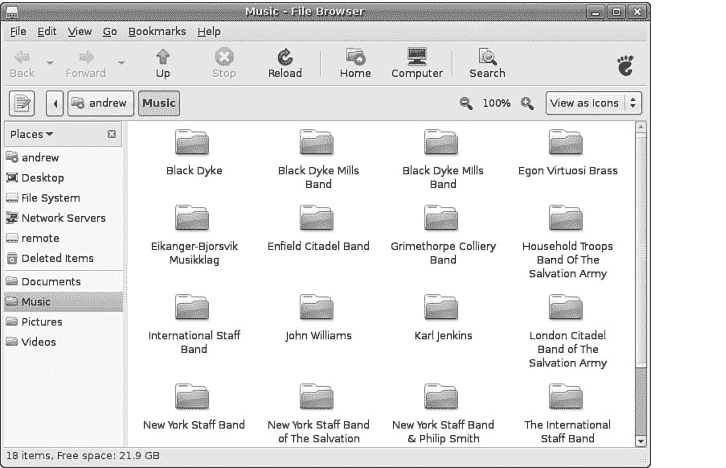 Music - File Browser
File Edit View Go Bookmarks Help
Back Forward Up Stop Reload Home Computer Search
andrew Music 100% View as Icons
Places
andrew
Desktop
File System
Network Servers
remote
Deleted Items
Documents
Music
Pictures
Videos
Black Dyke
Black Dyke Mills
Band
Black Dyke MIlls
Band
Egon Virtuosi Brass
Eikanger-Bjorsvik
Musikklag
Enfield Citadel Band
Grimethorpe Colliery
Band
Household Troops
Band Of The
Salvation Army
International Staff
Band
John Williams
Karl Jenkins
London Citadel
Band of The
Salvation Army
New York Staff Band
New York Staff Band
of The Salvation
New York Staff Band
& Philip Smith
The International
Staff Band
18 items, Free space: 21.9 GB